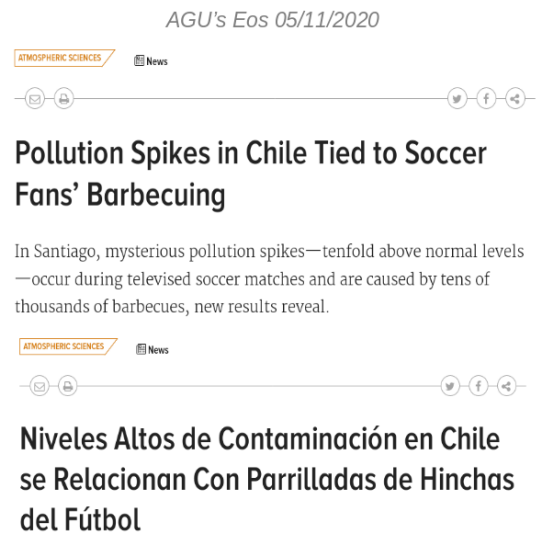 AGU's Eos 05/11/2020
ATMOSPHERIC SCIENCES News
Pollution Spikes in Chile Tied to Soccer
Fans' Barbecuing
In Santiago, mysterious pollution spikes—tenfold above normal levels
—occur during televised soccer matches and are caused by tens of
thousands of barbecues, new results reveal.
ATMOSPHERIC SCIENCES News
Niveles Altos de Contaminación en Chile
se Relacionan Con Parrilladas de Hinchas
del Fútbol